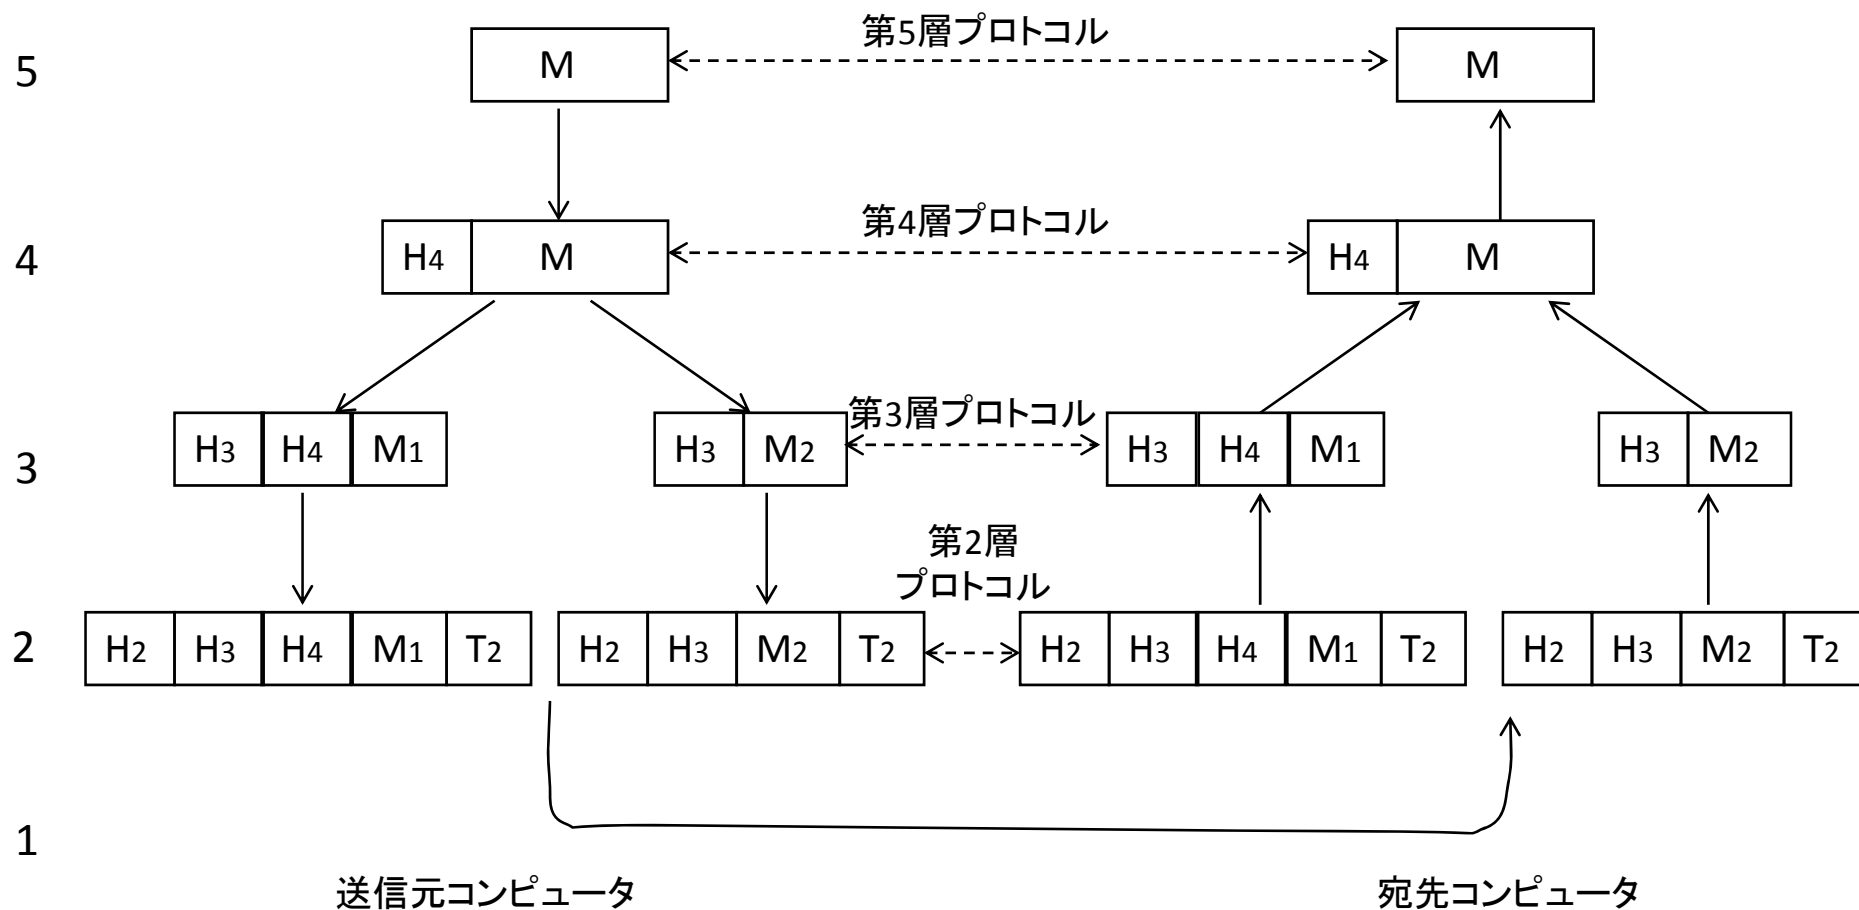 5
M
第5層プロトコル
M
4
H4 M
第4層プロトコル
H4 M
3
H3 H4 M1
H3 M2
第3層プロトコル
H3 H4 M1
H3 M2
第2層
プロトコル
2
H2 H3 H4 M1 T2
H2 H3 M2 T2
H2 H3 H4 M1 T2
H2 H3 M2 T2
1
送信元コンピュータ
宛先コンピュータ